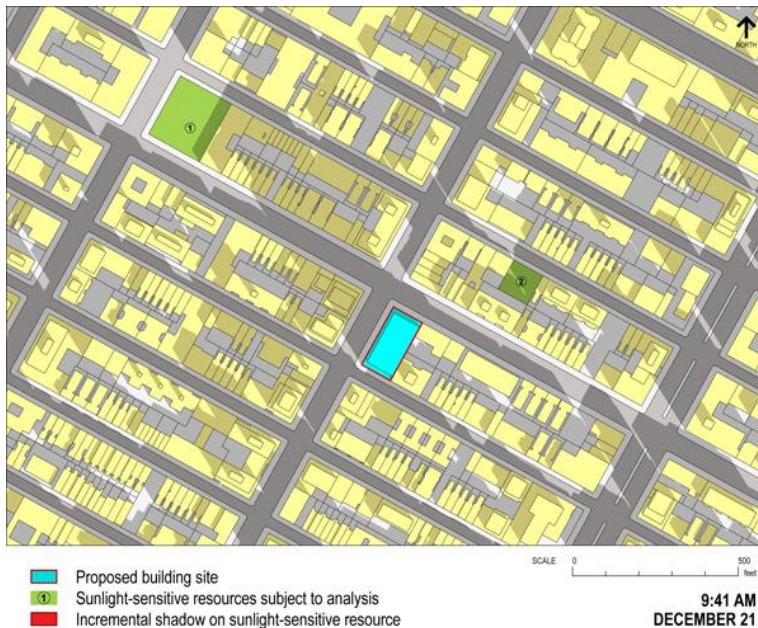 NORTH
①
②
SCALE 0 500
feet
Proposed building site
① Sunlight-sensitive resources subject to analysis
Incremental shadow on sunlight-sensitive resource
9:41 AM
DECEMBER 21